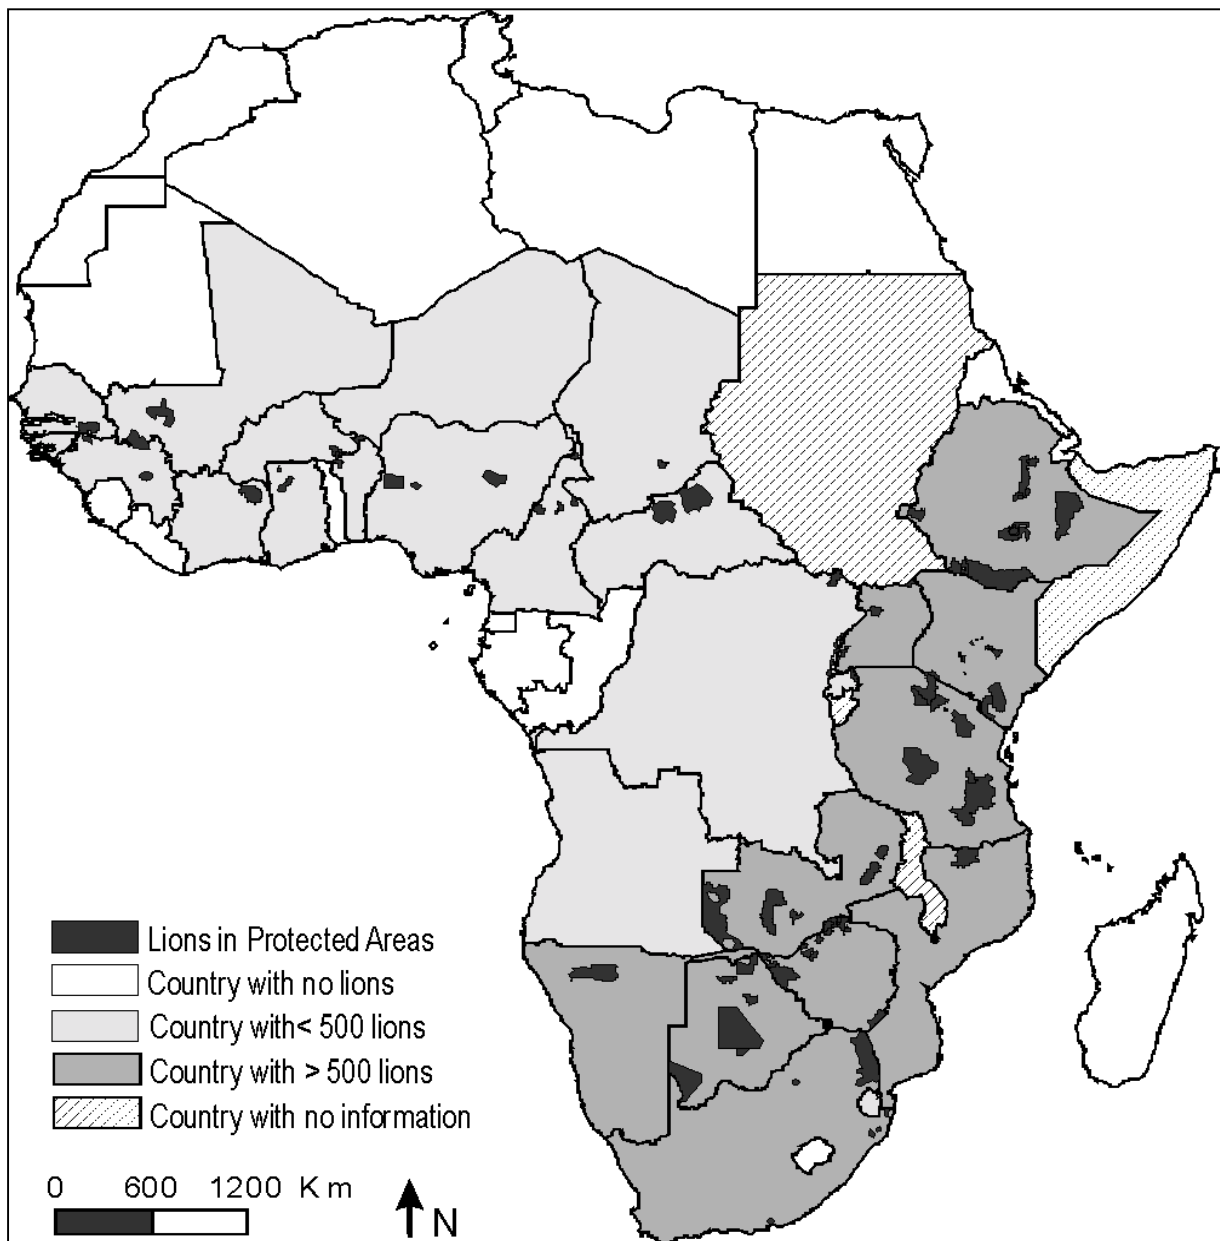 Lions in Protected Areas
Country with no lions
Country with< 500 lions
Country with > 500 lions
Country with no information
0 600 1200 Km
N